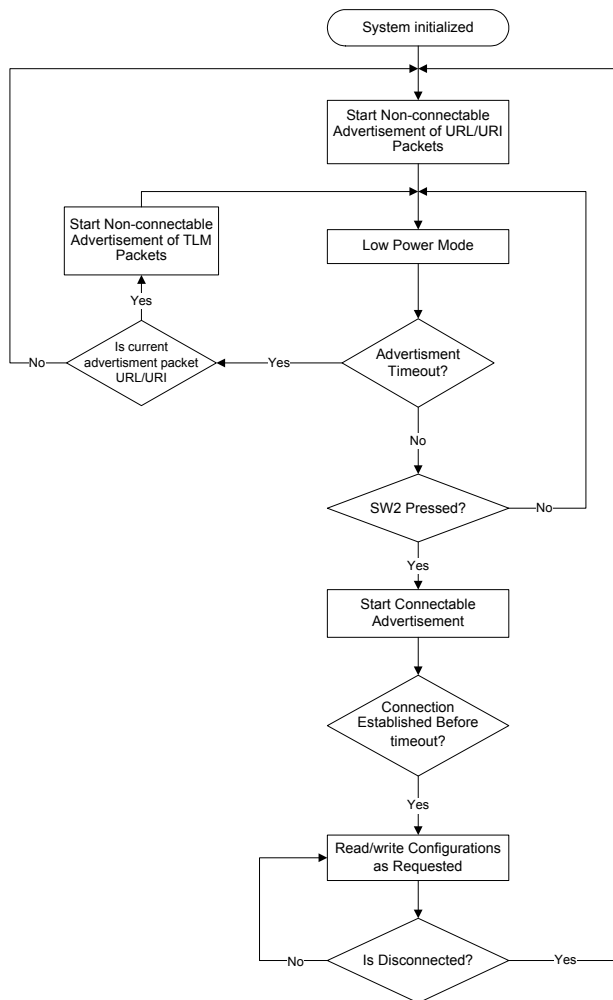 System initialized
Start Non-connectable
Advertisement of URL/URI
Packets
Start Non-connectable
Advertisement of TLM
Packets
Low Power Mode
Yes
Is current
advertisment packet
URL/URI
No
Yes
Advertisment
Timeout?
No
SW2 Pressed?
No
Yes
Start Connectable
Advertisement
Connection
Established Before
timeout?
Yes
Read/write Configurations
as Requested
No
Is Disconnected?
Yes